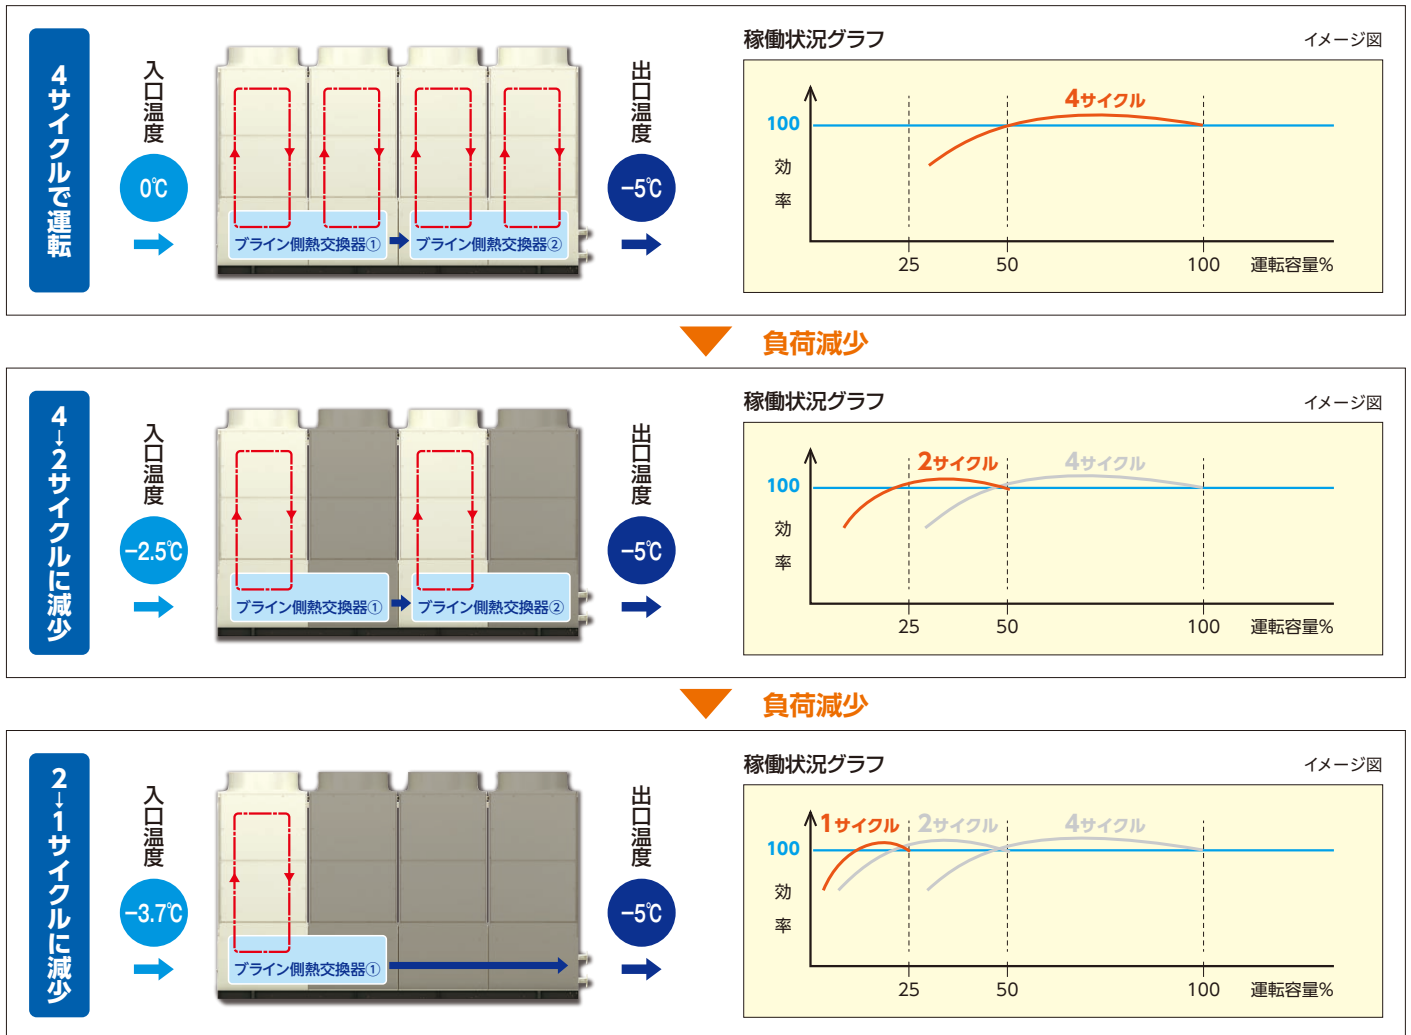 4サイクルで運転
入口温度
0℃
ブライン側熱交換器①
ブライン側熱交換器②
出口温度
−5℃
稼働状況グラフ
イメージ図
4サイクル
100
効率
25
50
100
運転容量%
負荷減少
4→2サイクルに減少
入口温度
−2.5℃
ブライン側熱交換器①
ブライン側熱交換器②
出口温度
−5℃
稼働状況グラフ
イメージ図
2サイクル
4サイクル
100
効率
25
50
100
運転容量%
負荷減少
2→1サイクルに減少
入口温度
−3.7℃
ブライン側熱交換器①
出口温度
−5℃
稼働状況グラフ
イメージ図
1サイクル
2サイクル
4サイクル
100
効率
25
50
100
運転容量%